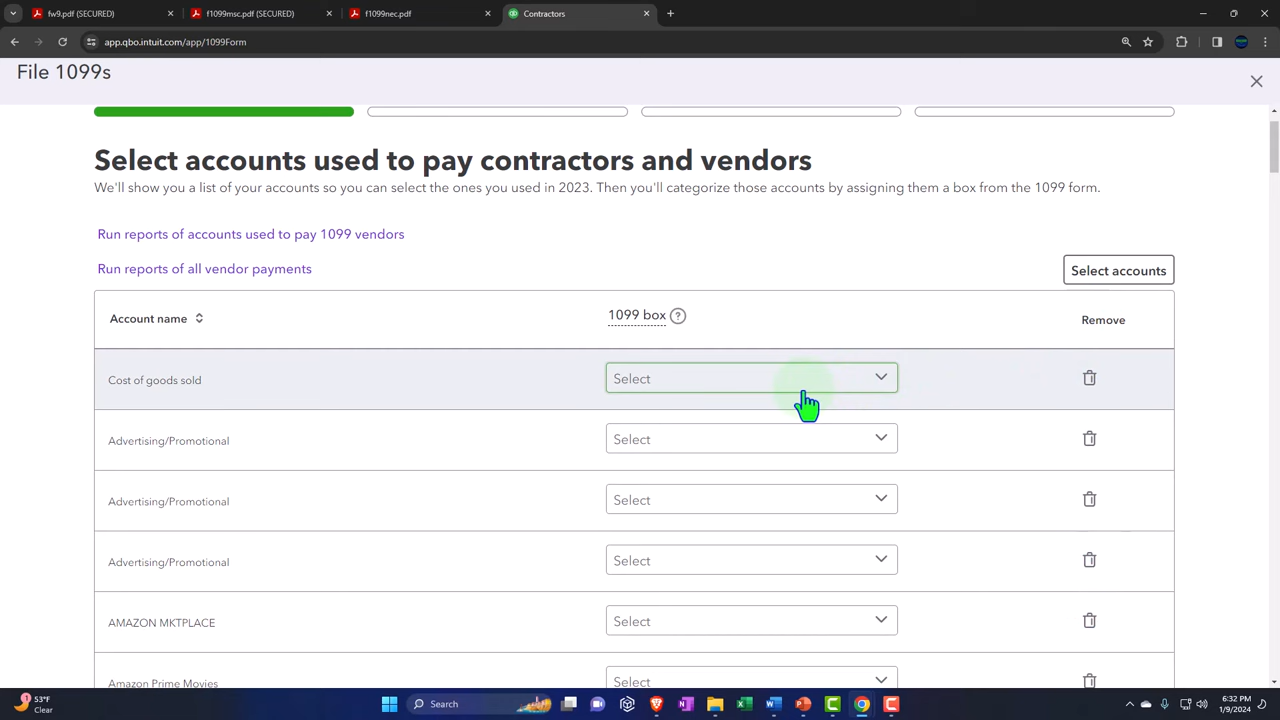 fw9.pdf (SECURED)
f1099msc.pdf (SECURED)
f1099nec.pdf
Contractors
app.qbo.intuit.com/app/1099Form
File 1099s
Select accounts used to pay contractors and vendors
We'll show you a list of your accounts so you can select the ones you used in 2023. Then you'll categorize those accounts by assigning them a box from the 1099 form.
Run reports of accounts used to pay 1099 vendors
Run reports of all vendor payments
Select accounts
Account name
1099 box
?
Remove
Cost of goods sold
Select
Advertising/Promotional
Select
Advertising/Promotional
Select
Advertising/Promotional
Select
AMAZON MKTPLACE
Select
Amazon Prime Movies
Select
53°F
Clear
Search
6:32 PM
1/9/2024